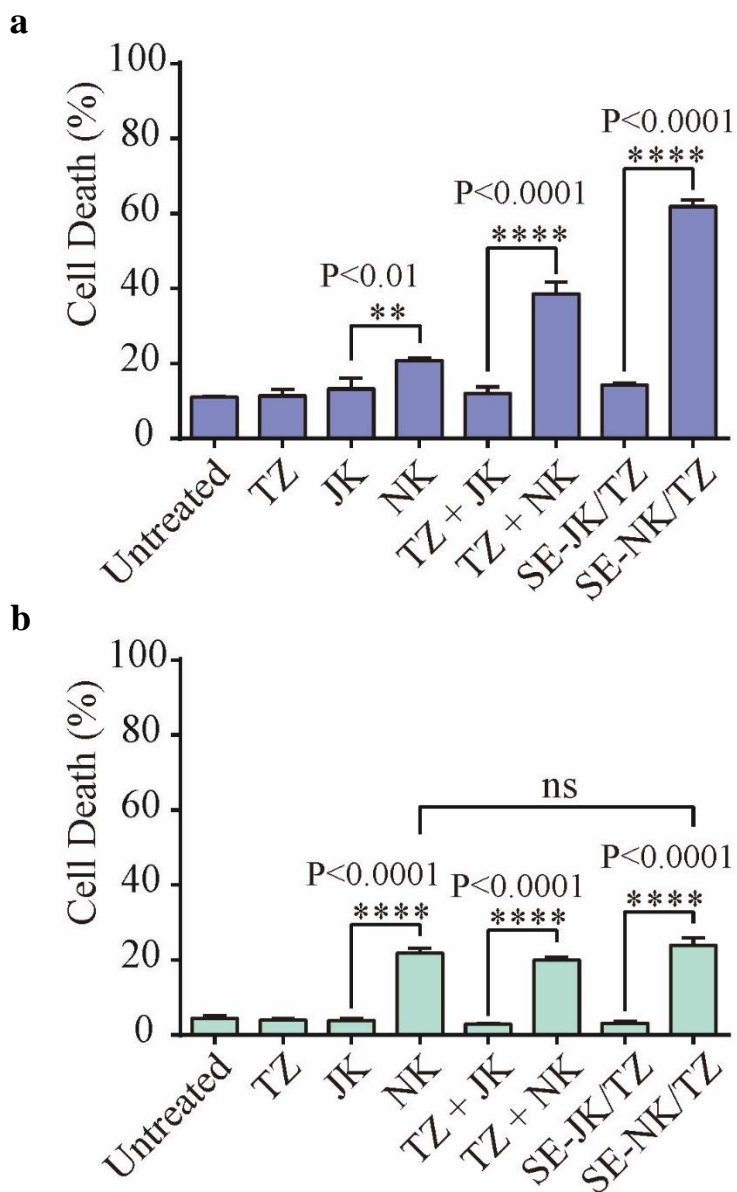 a
Cell Death (%)
100
80
60
40
20
0
P<0.01
**
P<0.0001
****
P<0.0001
****
Untreated
TZ
JK
NK
TZ + JK
TZ + NK
SE-JK/TZ
SE-NK/TZ
b
Cell Death (%)
100
80
60
40
20
0
ns
P<0.0001
****
P<0.0001
****
P<0.0001
****
Untreated
TZ
JK
NK
TZ + JK
TZ + NK
SE-JK/TZ
SE-NK/TZ